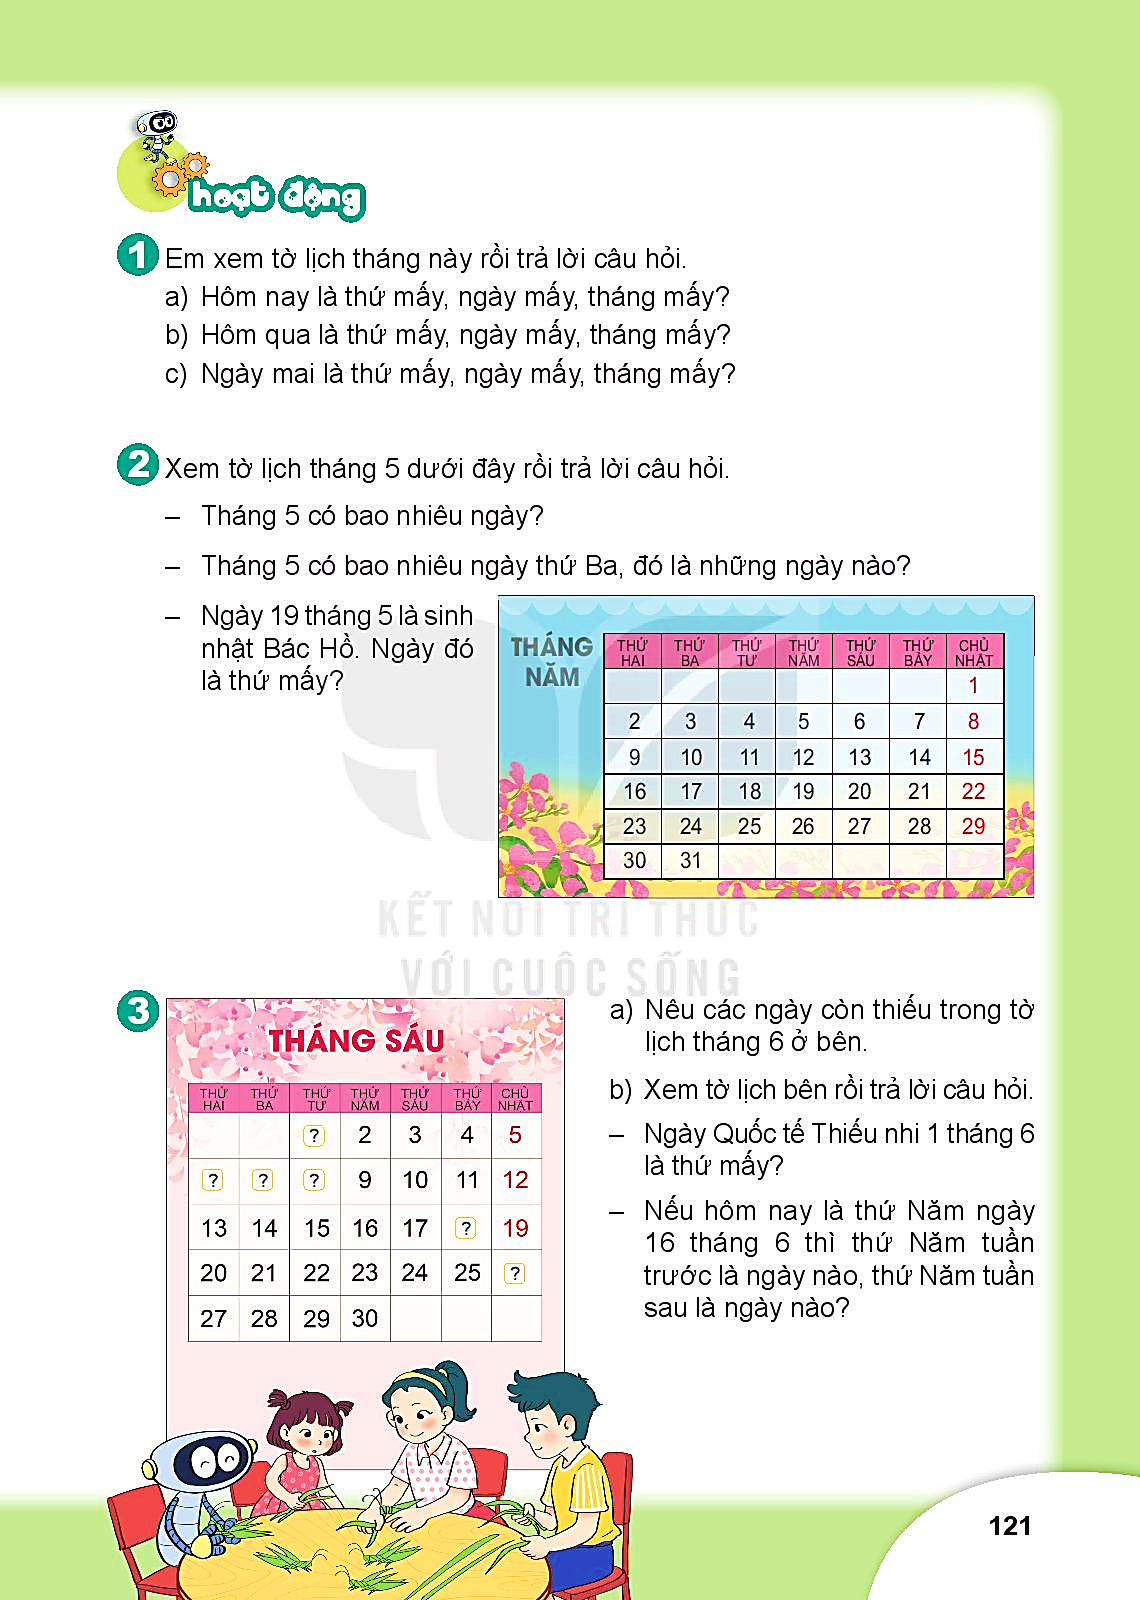 hoạt động
1 Em xem tờ lịch tháng này rồi trả lời câu hỏi.
a) Hôm nay là thứ mấy, ngày mấy, tháng mấy?
b) Hôm qua là thứ mấy, ngày mấy, tháng mấy?
c) Ngày mai là thứ mấy, ngày mấy, tháng mấy?
2 Xem tờ lịch tháng 5 dưới đây rồi trả lời câu hỏi.
– Tháng 5 có bao nhiêu ngày?
– Tháng 5 có bao nhiêu ngày thứ Ba, đó là những ngày nào?
– Ngày 19 tháng 5 là sinh
nhật Bác Hồ. Ngày đó
là thứ mấy?
THÁNG
NĂM
THỨ HAI THỨ BA THỨ TƯ THỨ NĂM THỨ SÁU THỨ BẢY CHỦ NHẬT
1
2 3 4 5 6 7 8
9 10 11 12 13 14 15
16 17 18 19 20 21 22
23 24 25 26 27 28 29
30 31
KẾT NỐI TRI THỨC
VỚI CUỘC SỐNG
3
THÁNG SÁU
THỨ HAI THỨ BA THỨ TƯ THỨ NĂM THỨ SÁU THỨ BẢY CHỦ NHẬT
? 2 3 4 5
? ? ? 9 10 11 12
13 14 15 16 17 ? 19
20 21 22 23 24 25 ?
27 28 29 30
a) Nêu các ngày còn thiếu trong tờ
lịch tháng 6 ở bên.
b) Xem tờ lịch bên rồi trả lời câu hỏi.
– Ngày Quốc tế Thiếu nhi 1 tháng 6
là thứ mấy?
– Nếu hôm nay là thứ Năm ngày
16 tháng 6 thì thứ Năm tuần
trước là ngày nào, thứ Năm tuần
sau là ngày nào?
121